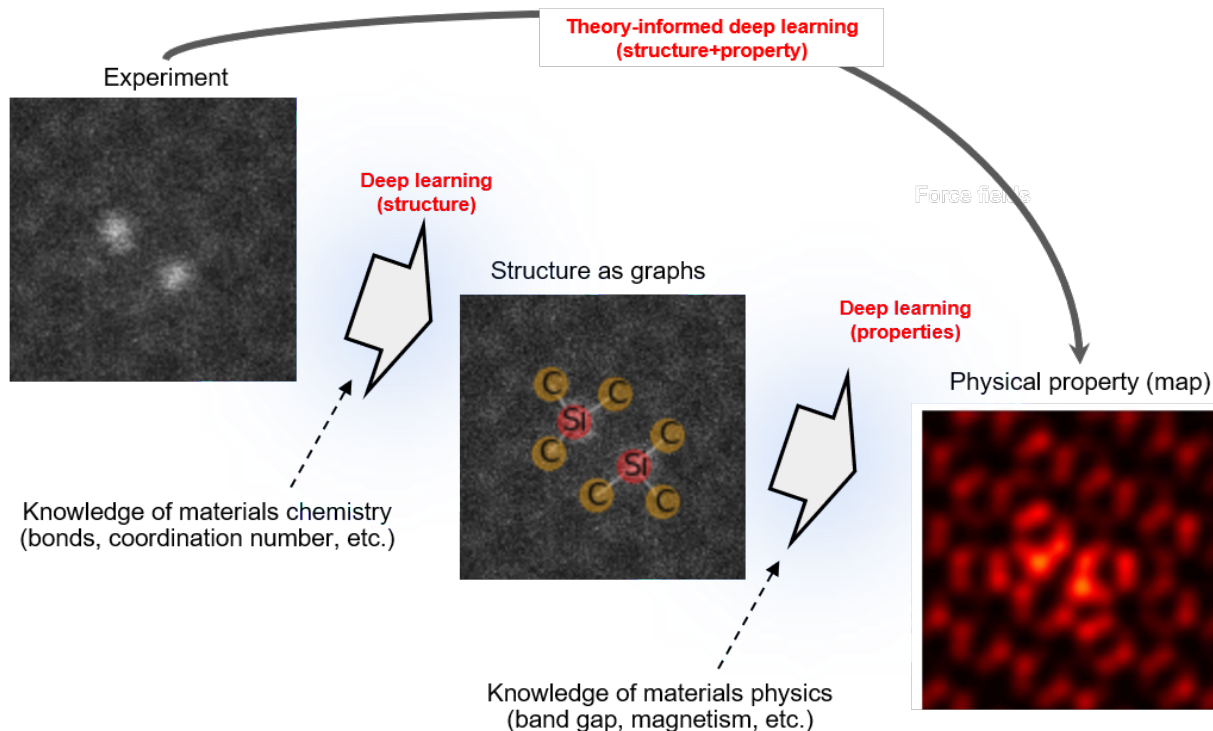 Theory-informed deep learning
(structure+property)
Experiment
Deep learning
(structure)
Force fields
Structure as graphs
Deep learning
(properties)
Physical property (map)
C
C
Si
C
C
Si
C
C
Knowledge of materials chemistry
(bonds, coordination number, etc.)
Knowledge of materials physics
(band gap, magnetism, etc.)